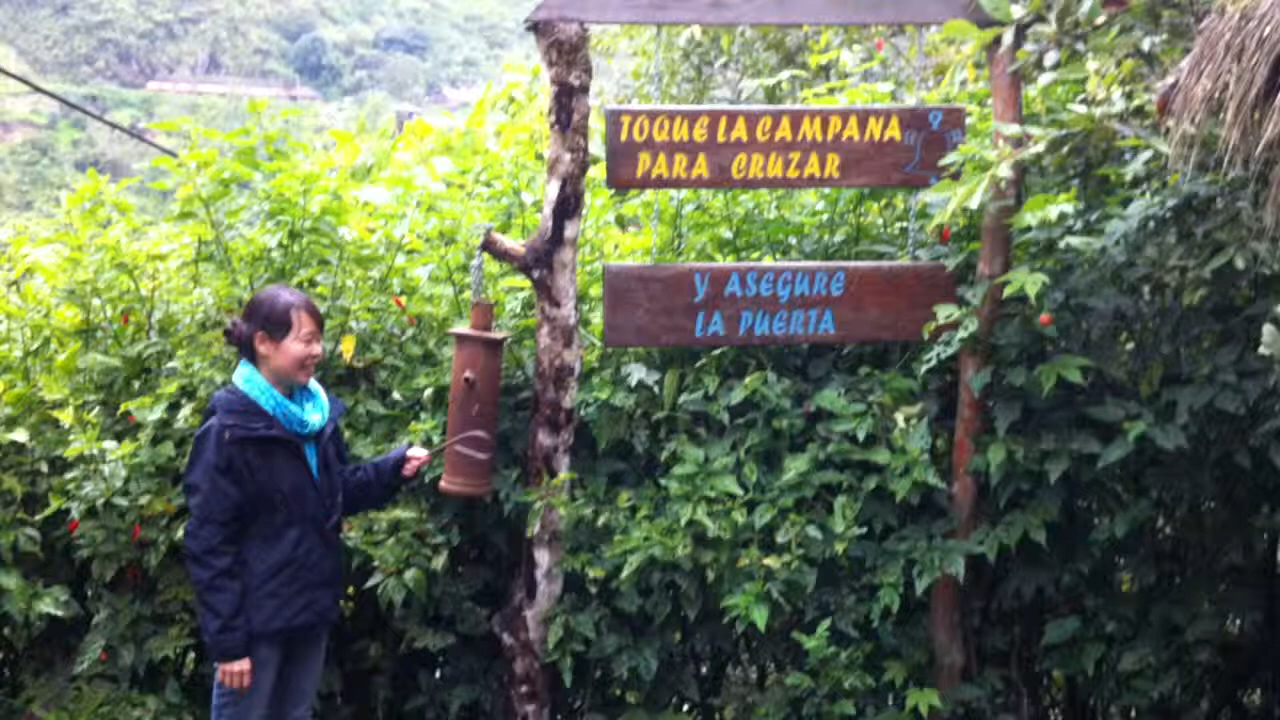 TOQUE LA CAMPANA
PARA CRUZAR
Y ASEGURE
LA PUERTA